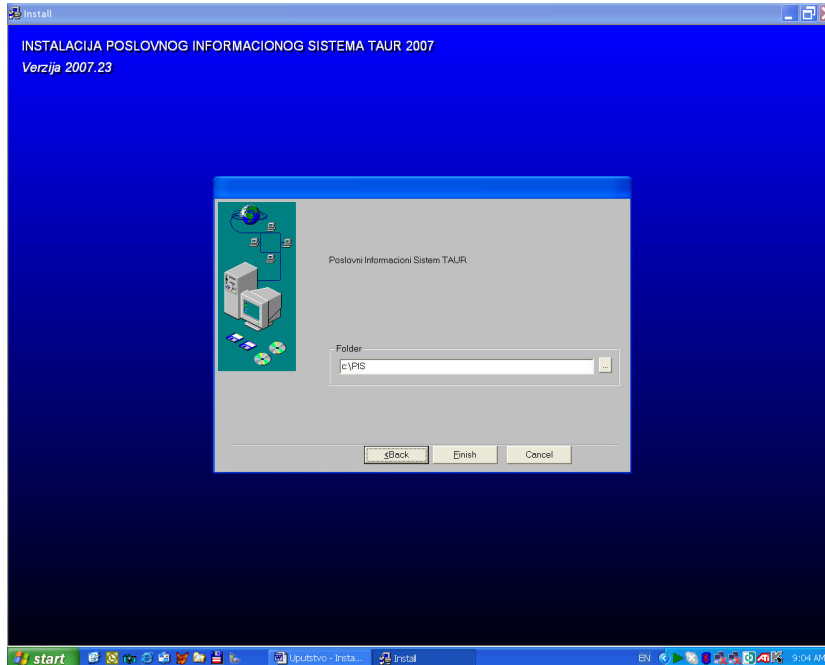 Install
INSTALACIJA POSLOVNOG INFORMACIONOG SISTEMA TAUR 2007
Verzija 2007.23
Poslovni Informacioni Sistem TAUR
Folder
c:\PIS
...
<Back
Finish
Cancel
start
Uputstvo - Insta...
Install
EN
9:04 AM